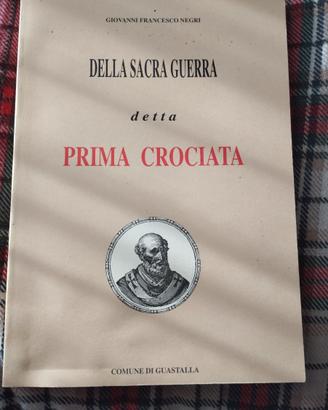 GIOVANNI FRANCESCO NEGRI
DELLA SACRA GUERRA
detta
PRIMA CROCIATA
COMUNE DI GUASTALLA